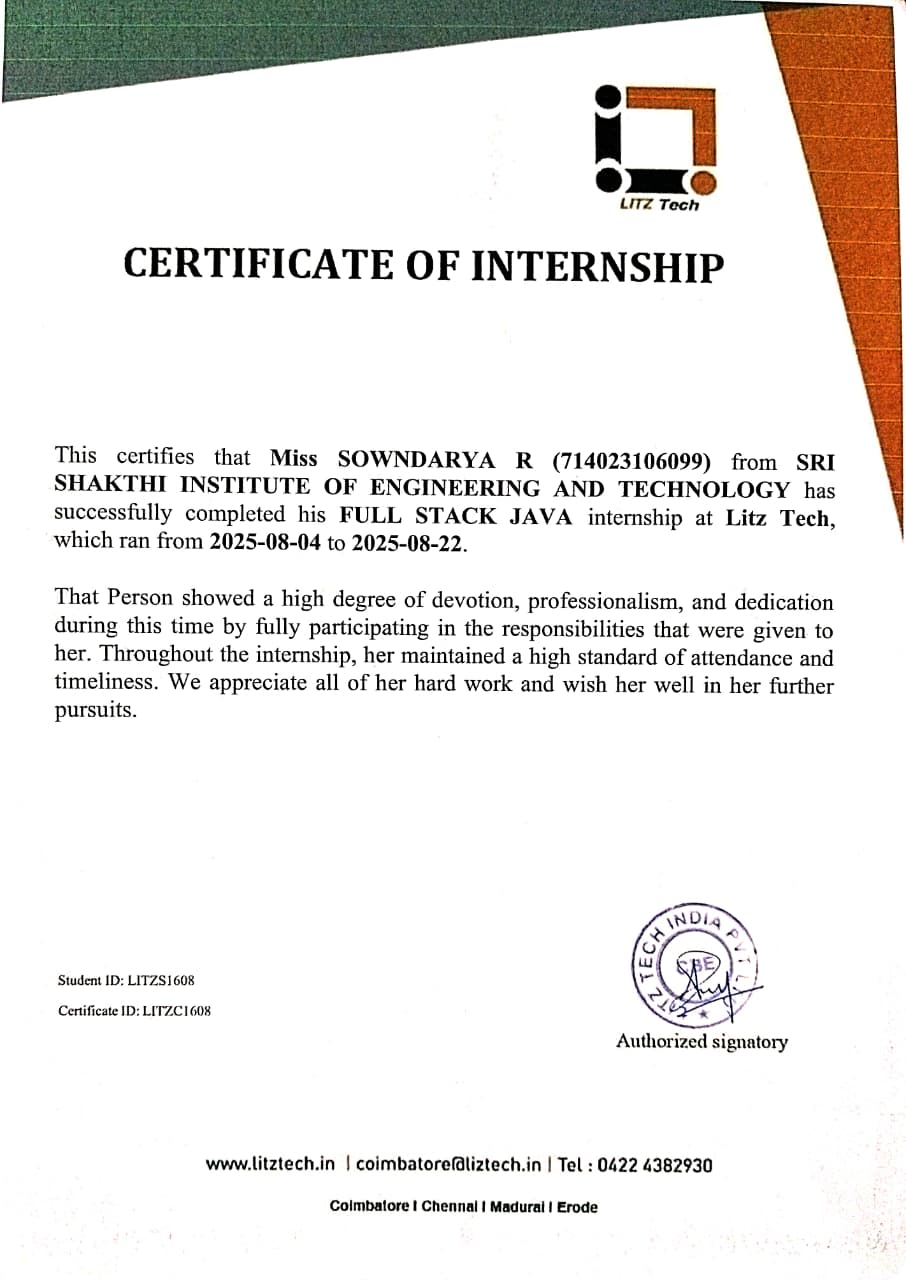 LITZ Tech
CERTIFICATE OF INTERNSHIP
This certifies that Miss SOWNDARYA R (714023106099) from SRI
SHAKTHI INSTITUTE OF ENGINEERING AND TECHNOLOGY has
successfully completed his FULL STACK JAVA internship at Litz Tech,
which ran from 2025-08-04 to 2025-08-22.
That Person showed a high degree of devotion, professionalism, and dedication
during this time by fully participating in the responsibilities that were given to
her. Throughout the internship, her maintained a high standard of attendance and
timeliness. We appreciate all of her hard work and wish her well in her further
pursuits.
LITZ TECH INDIA PVT L
CBE
Student ID: LITZS1608
Certificate ID: LITZC1608
Authorized signatory
www.litztech.in | coimbatore@liztech.in | Tel : 0422 4382930
Coimbatore I Chennai I Madurai I Erode